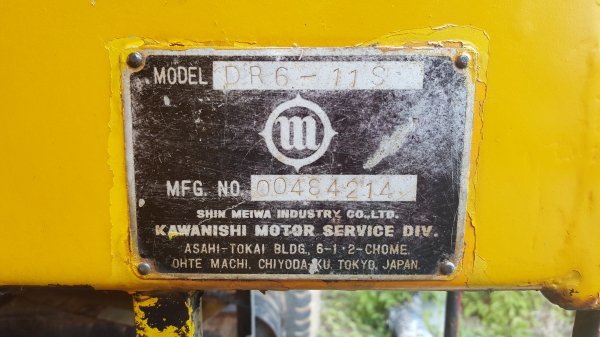 MODEL DR6-11S
m
MFG. NO. 00484214
SHIN MEIWA INDUSTRY CO.,LTD.
KAWANISHI MOTOR SERVICE DIV.
ASAHI-TOKAI BLDG. 6-1・2-CHOME.
OHTE MACHI, CHIYODA-KU. TOKYO, JAPAN.